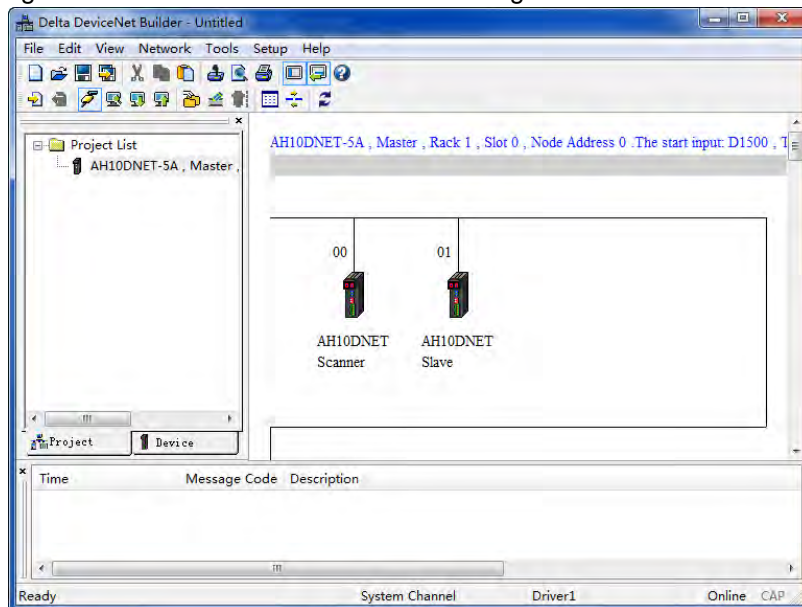 Delta DeviceNet Builder - Untitled
File Edit View Network Tools Setup Help
Project List
AH10DNET-5A , Master ,
AH10DNET-5A , Master , Rack 1 , Slot 0 , Node Address 0 .The start input: D1500 ,
00 01
AH10DNET AH10DNET
Scanner Slave
Project Device
Time Message Code Description
Ready System Channel Driver1 Online CAP